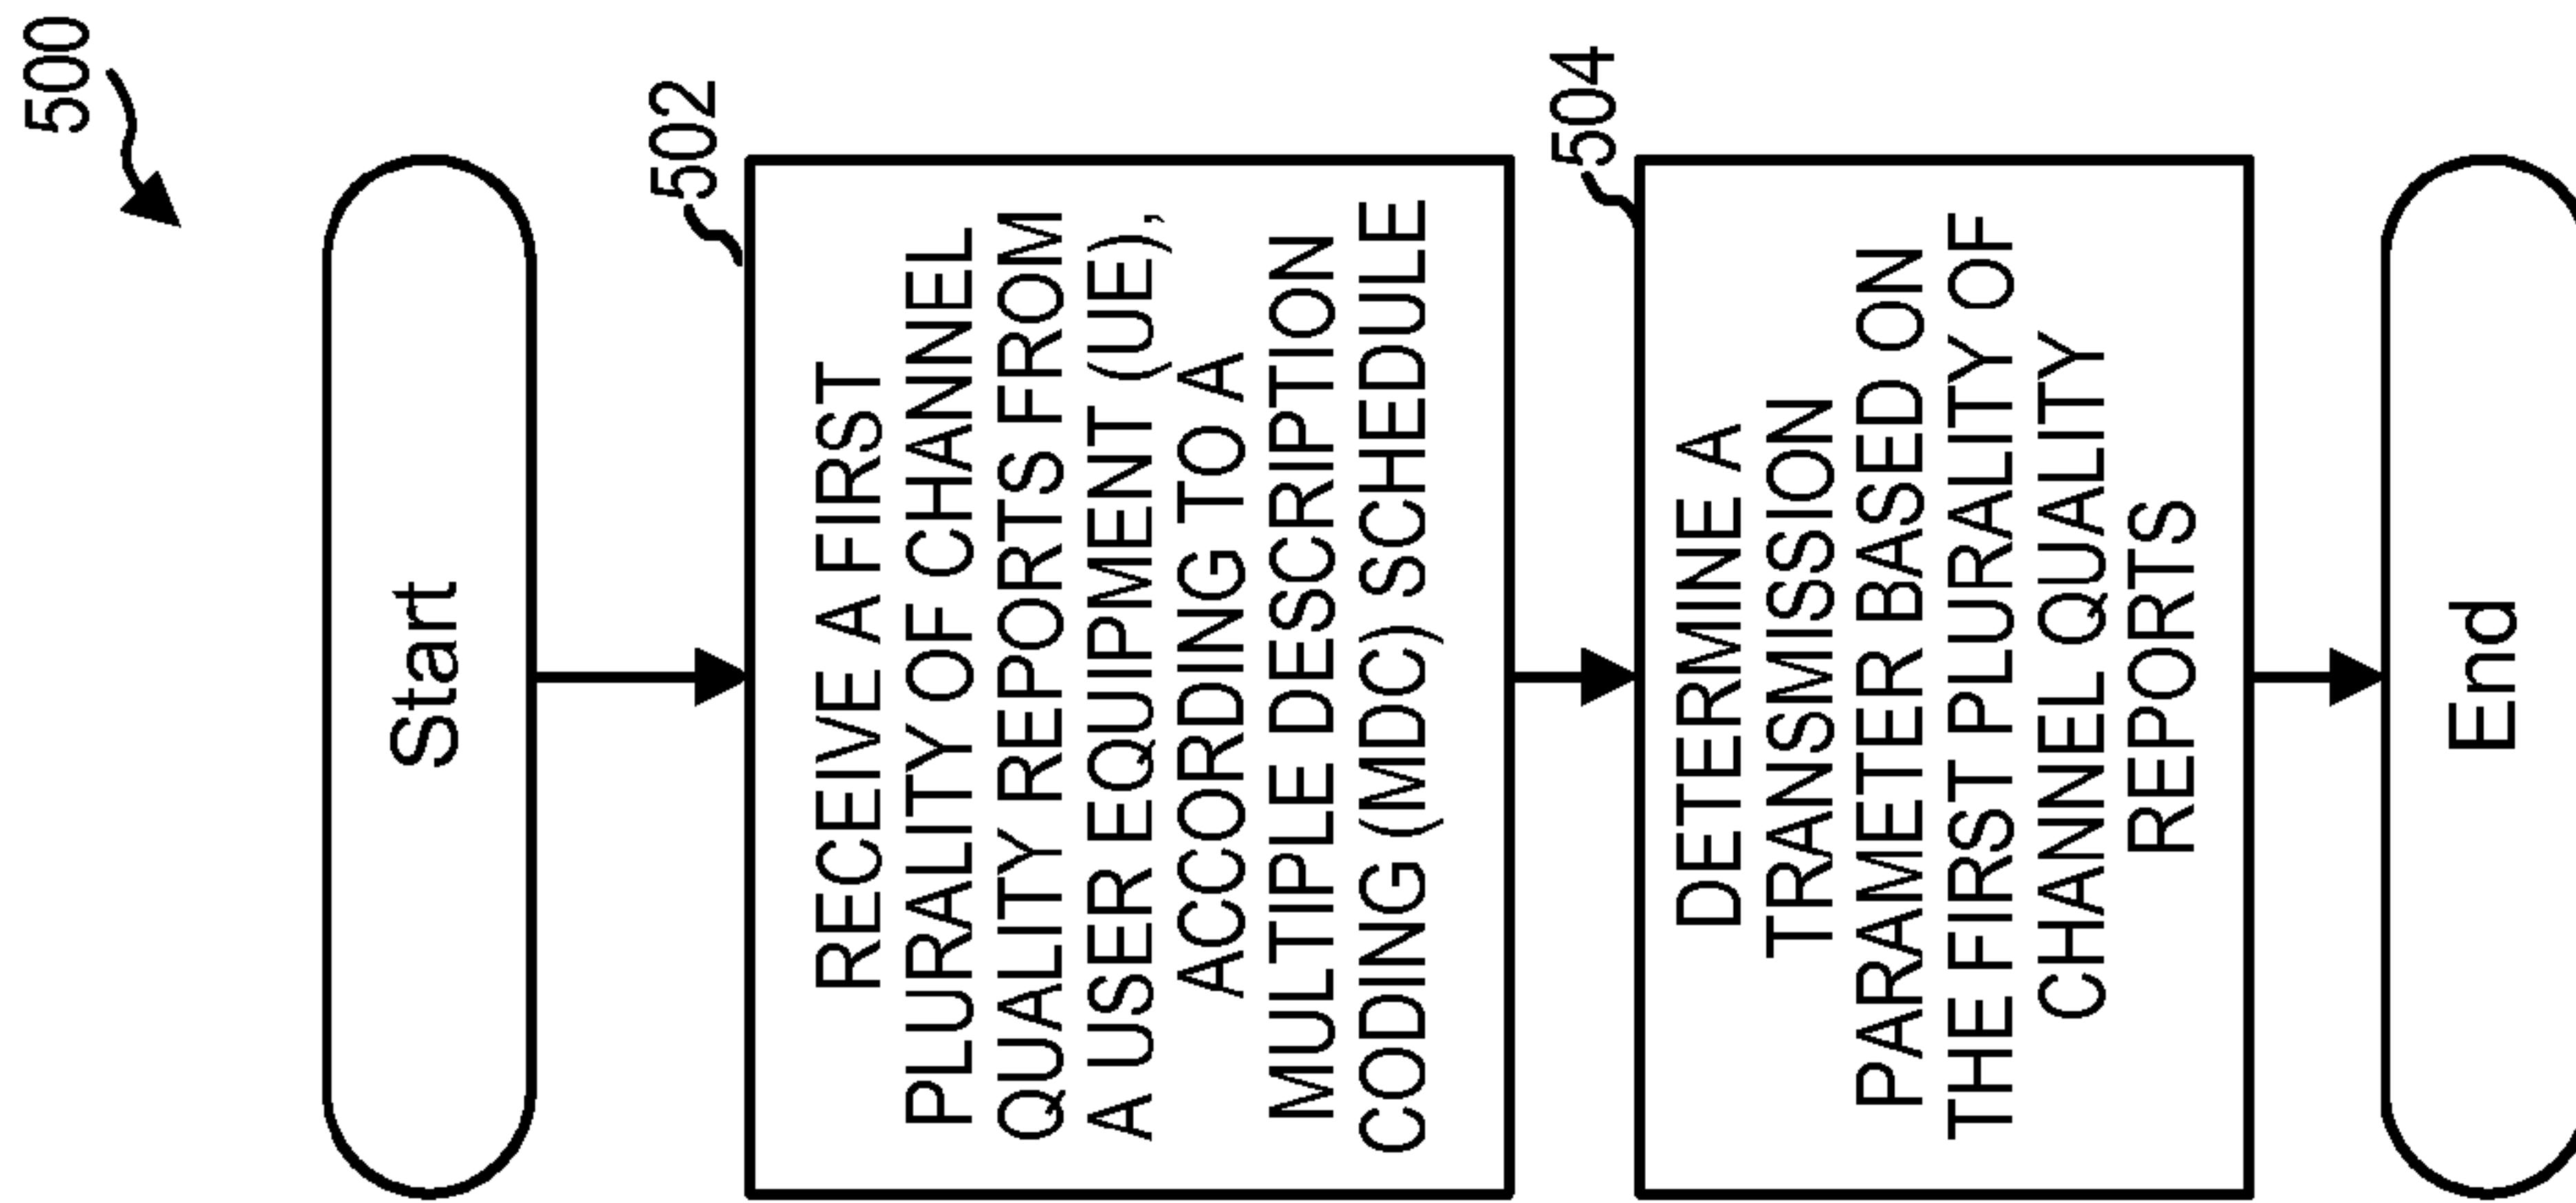 500
Start
502
RECEIVE A FIRST
PLURALITY OF CHANNEL
QUALITY REPORTS FROM
A USER EQUIPMENT (UE),
ACCORDING TO A
MULTIPLE DESCRIPTION
CODING (MDC) SCHEDULE
504
DETERMINE A
TRANSMISSION
PARAMETER BASED ON
THE FIRST PLURALITY OF
CHANNEL QUALITY
REPORTS
End